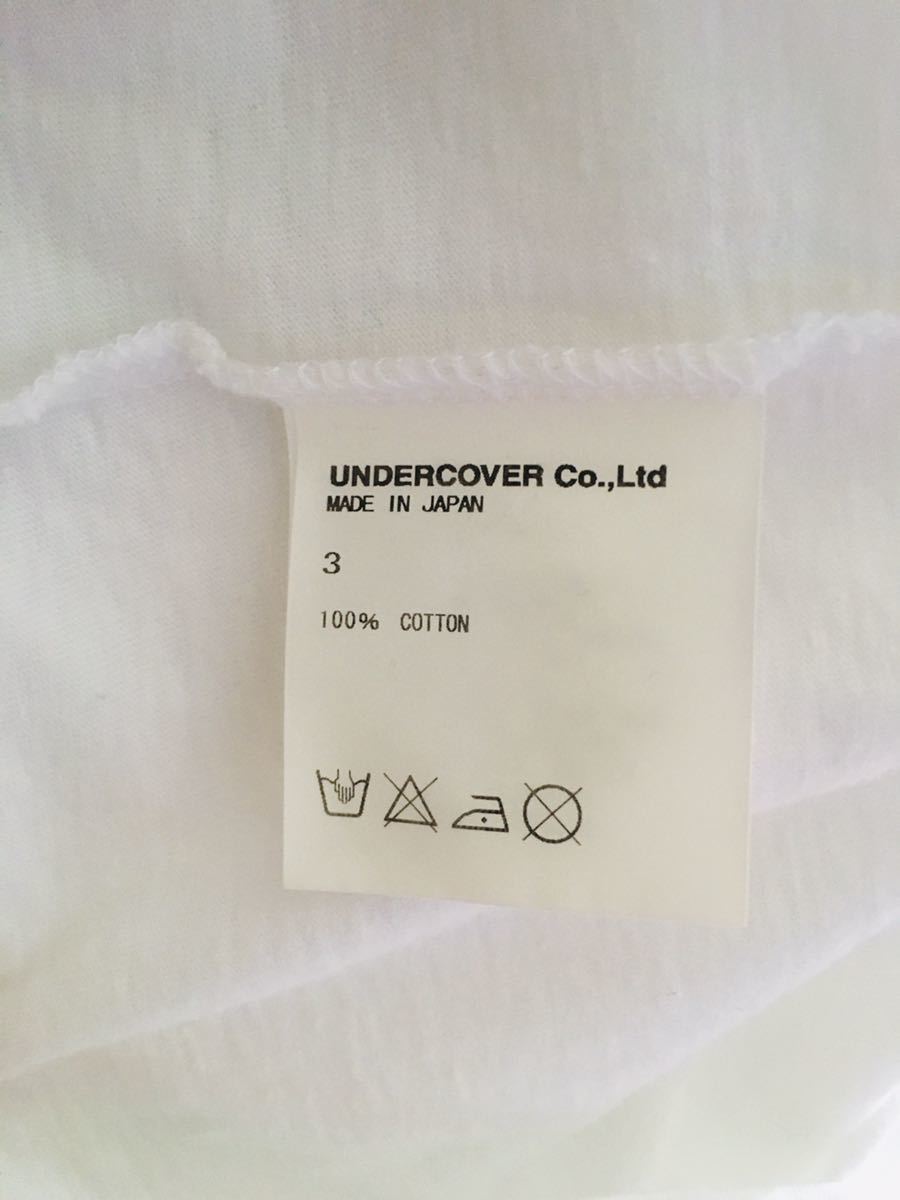 UNDERCOVER Co.,Ltd
MADE IN JAPAN
3
100% COTTON